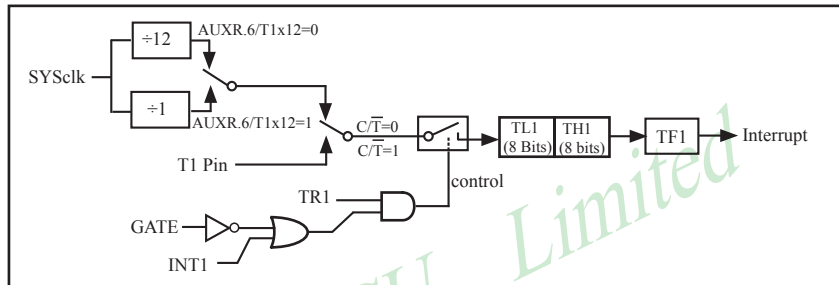 ÷12
AUXR.6/T1x12=0
SYSclk
÷1
AUXR.6/T1x12=1
C/T̅=0
C/T̅=1
T1 Pin
TL1
(8 Bits)
TH1
(8 bits)
TF1
Interrupt
control
TR1
GATE
INT1
Limited